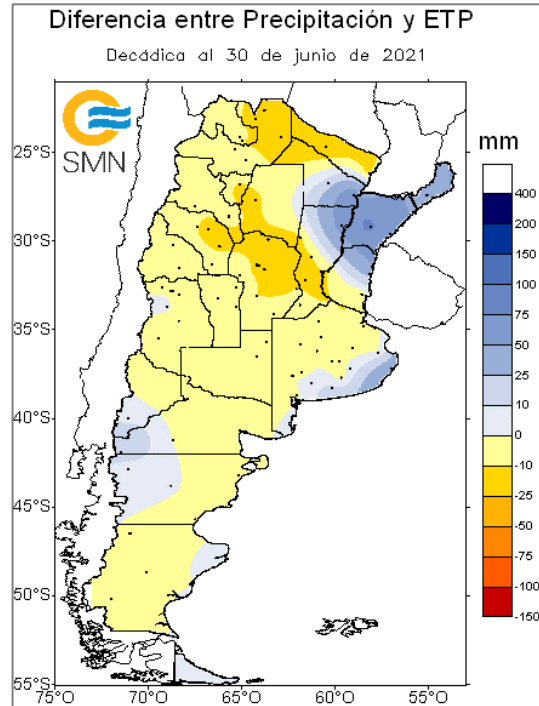 Diferencia entre Precipitación y ETP
Decádica al 30 de junio de 2021
SMN
mm
400
200
150
100
75
50
25
10
0
-10
-25
-50
-75
-100
-150
25°S
30°S
35°S
40°S
45°S
50°S
55°S
75°O
70°O
65°O
60°O
55°O